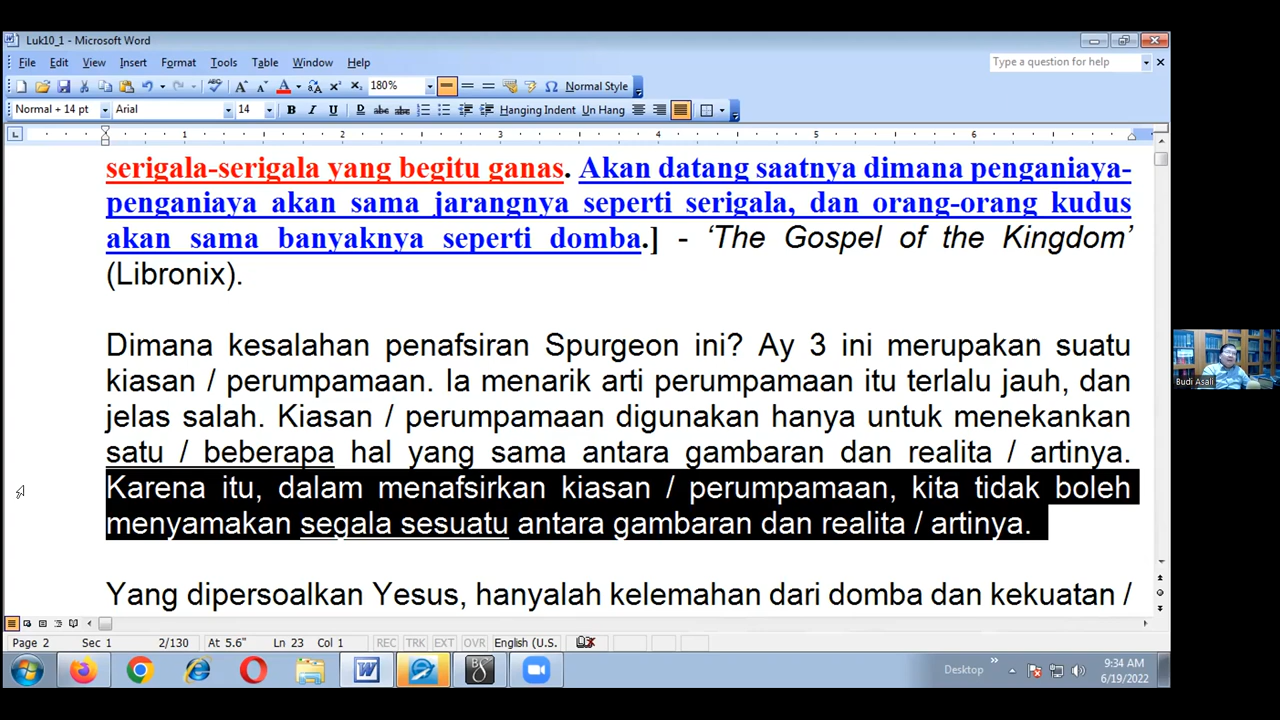 Luk10_1 - Microsoft Word
File Edit View Insert Format Tools Table Window Help Type a question for help
180% Normal Style
Normal + 14 pt Arial 14 B I U Hanging Indent Un Hang
1 2 3 4 5 6
serigala-serigala yang begitu ganas. Akan datang saatnya dimana penganiaya-
penganiaya akan sama jarangnya seperti serigala, dan orang-orang kudus
akan sama banyaknya seperti domba.] - ‘The Gospel of the Kingdom’
(Libronix).
Dimana kesalahan penafsiran Spurgeon ini? Ay 3 ini merupakan suatu
kiasan / perumpamaan. Ia menarik arti perumpamaan itu terlalu jauh, dan
jelas salah. Kiasan / perumpamaan digunakan hanya untuk menekankan
satu / beberapa hal yang sama antara gambaran dan realita / artinya.
Karena itu, dalam menafsirkan kiasan / perumpamaan, kita tidak boleh
menyamakan segala sesuatu antara gambaran dan realita / artinya.
Yang dipersoalkan Yesus, hanyalah kelemahan dari domba dan kekuatan /
Budi Asali
Page 2 Sec 1 2/130 At 5.6" Ln 23 Col 1 REC TRK EXT OVR English (U.S.
Desktop 9:34 AM
6/19/2022